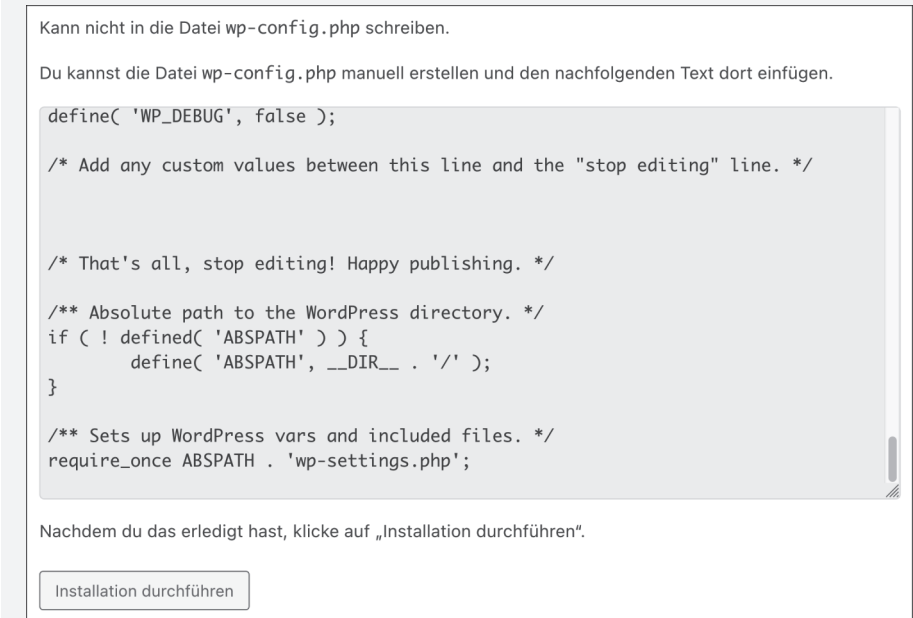 Kann nicht in die Datei wp-config.php schreiben.
Du kannst die Datei wp-config.php manuell erstellen und den nachfolgenden Text dort einfügen.
define( 'WP_DEBUG', false );
/* Add any custom values between this line and the "stop editing" line. */
/* That's all, stop editing! Happy publishing. */
/** Absolute path to the WordPress directory. */
if ( ! defined( 'ABSPATH' ) ) {
        define( 'ABSPATH', __DIR__ . '/' );
}
/** Sets up WordPress vars and included files. */
require_once ABSPATH . 'wp-settings.php';
Nachdem du das erledigt hast, klicke auf „Installation durchführen“.
Installation durchführen